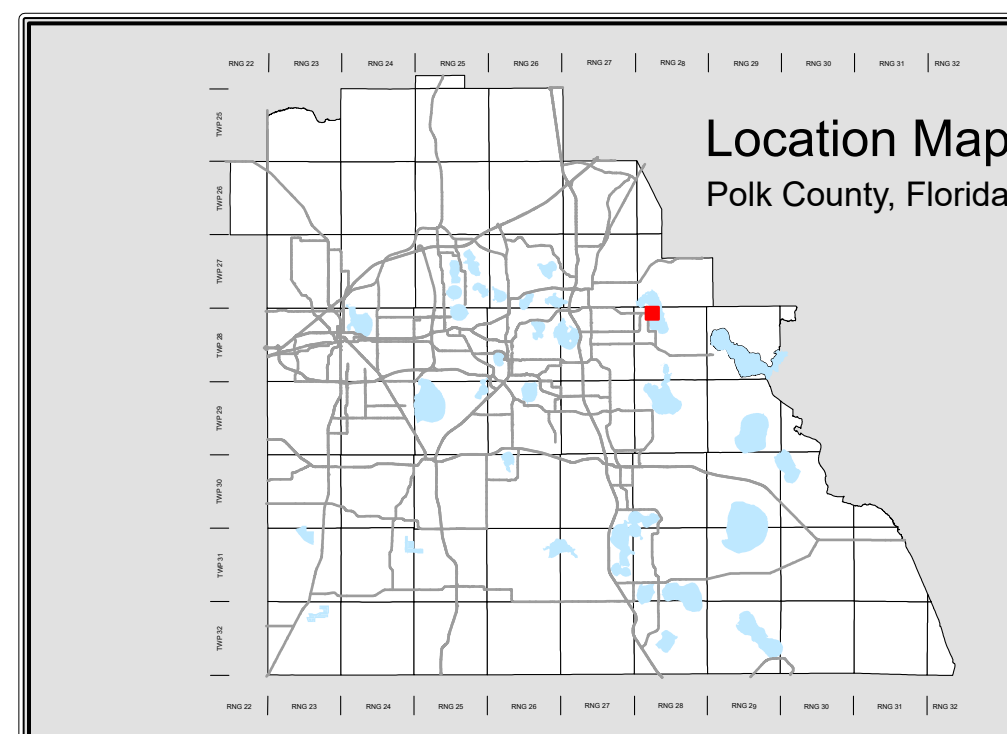 RNG 22 RNG 23 RNG 24 RNG 25 RNG 26 RNG 27 RNG 28 RNG 29 RNG 30 RNG 31 RNG 32
Location Map
Polk County, Florida
TWP 25
TWP 26
TWP 27
TWP 28
TWP 29
TWP 30
TWP 31
TWP 32
RNG 22 RNG 23 RNG 24 RNG 25 RNG 26 RNG 27 RNG 28 RNG 29 RNG 30 RNG 31 RNG 32